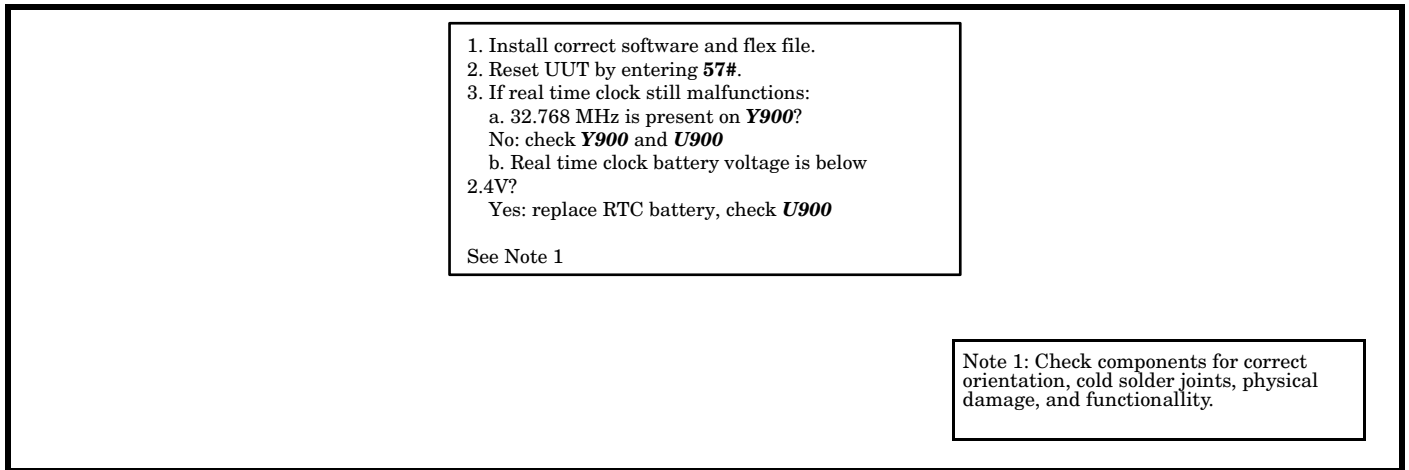 1. Install correct software and flex file.
2. Reset UUT by entering 57#.
3. If real time clock still malfunctions:
a. 32.768 MHz is present on Y900?
No: check Y900 and U900
b. Real time clock battery voltage is below
2.4V?
Yes: replace RTC battery, check U900
See Note 1
Note 1: Check components for correct
orientation, cold solder joints, physical
damage, and functionallity.